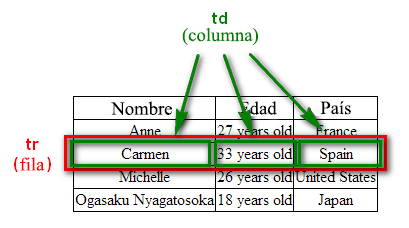 td
(columna)
Nombre Edad País
Anne 27 years old France
tr
Carmen 33 years old Spain
(fila)
Michelle 26 years old United States
Ogasaku Nyagatosoka 18 years old Japan